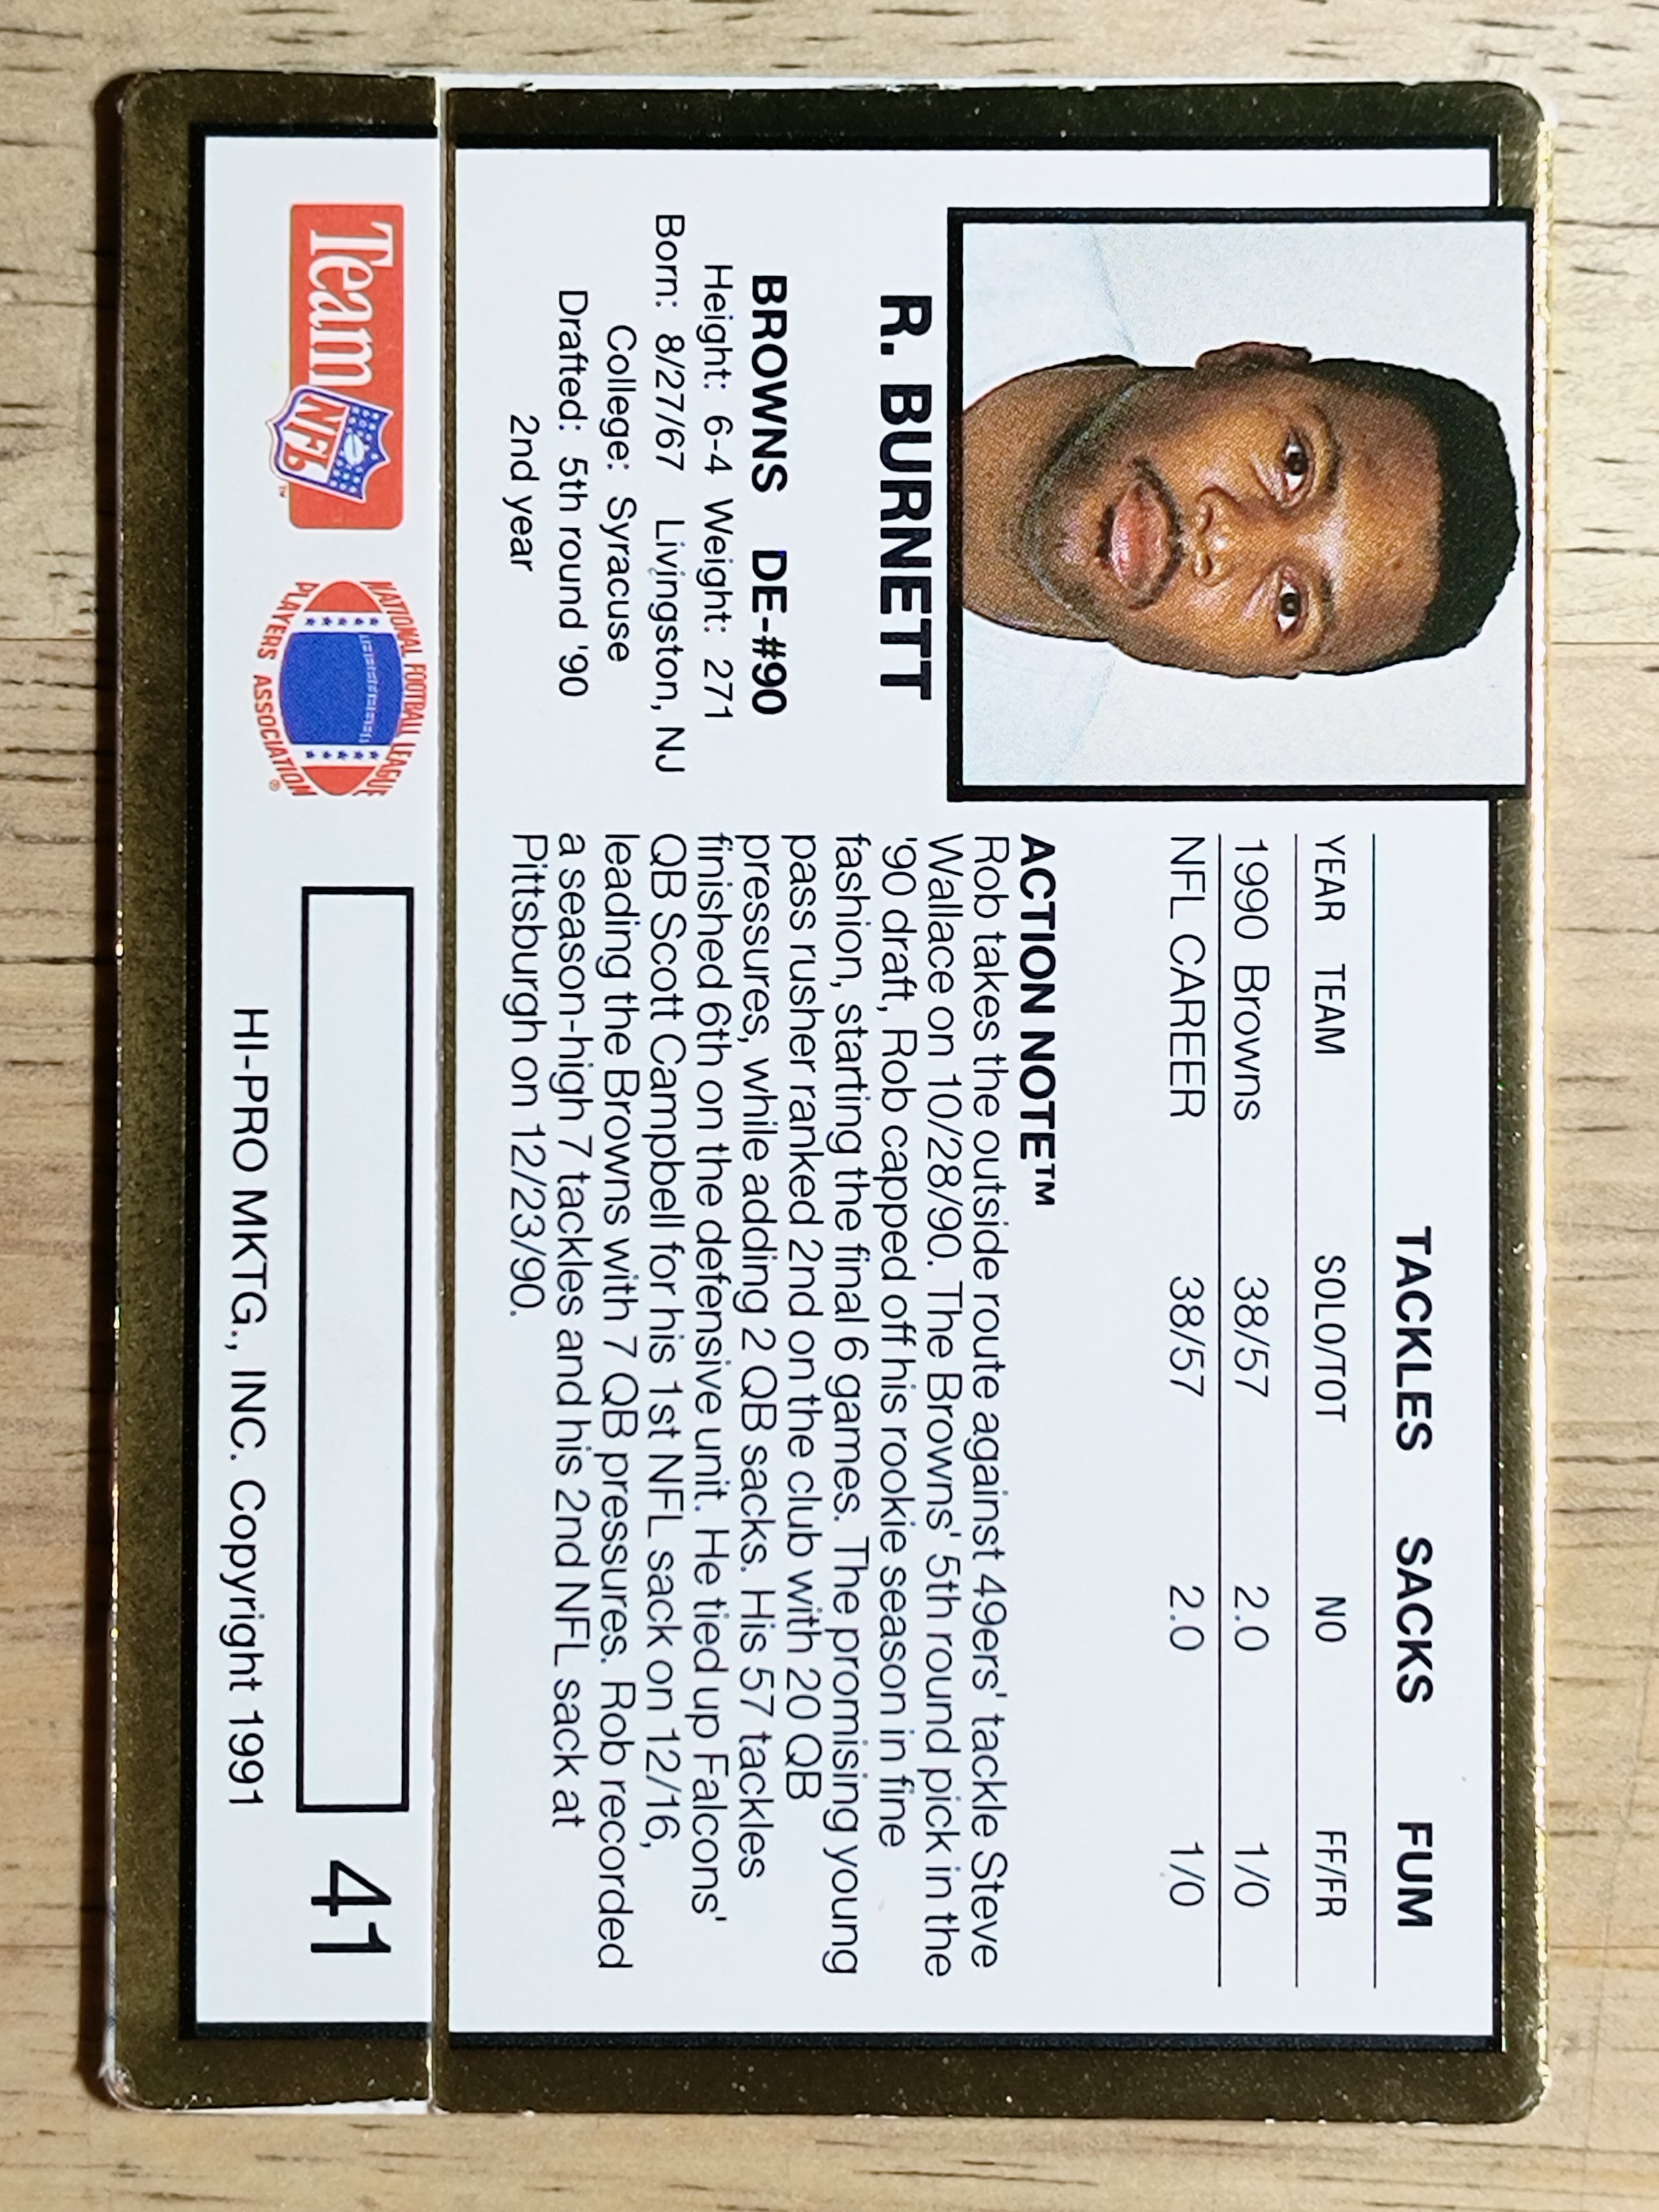 TACKLES SACKS FUM
YEAR TEAM SOLO/TOT NO FF/FR
1990 Browns 38/57 2.0 1/0
NFL CAREER 38/57 2.0 1/0
R. BURNETT
BROWNS DE-#90
Height: 6-4 Weight: 271
Born: 8/27/67 Livingston, NJ
College: Syracuse
Drafted: 5th round '90
2nd year
ACTION NOTE™
Rob takes the outside route against 49ers' tackle Steve
Wallace on 10/28/90. The Browns' 5th round pick in the
'90 draft, Rob capped off his rookie season in fine
fashion, starting the final 6 games. The promising young
pass rusher ranked 2nd on the club with 20 QB
pressures, while adding 2 QB sacks. His 57 tackles
finished 6th on the defensive unit. He tied up Falcons'
QB Scott Campbell for his 1st NFL sack on 12/16,
leading the Browns with 7 QB pressures. Rob recorded
a season-high 7 tackles and his 2nd NFL sack at
Pittsburgh on 12/23/90.
Team NFL™
NATIONAL FOOTBALL LEAGUE
PLAYERS ASSOCIATION®
41
HI-PRO MKTG., INC. Copyright 1991